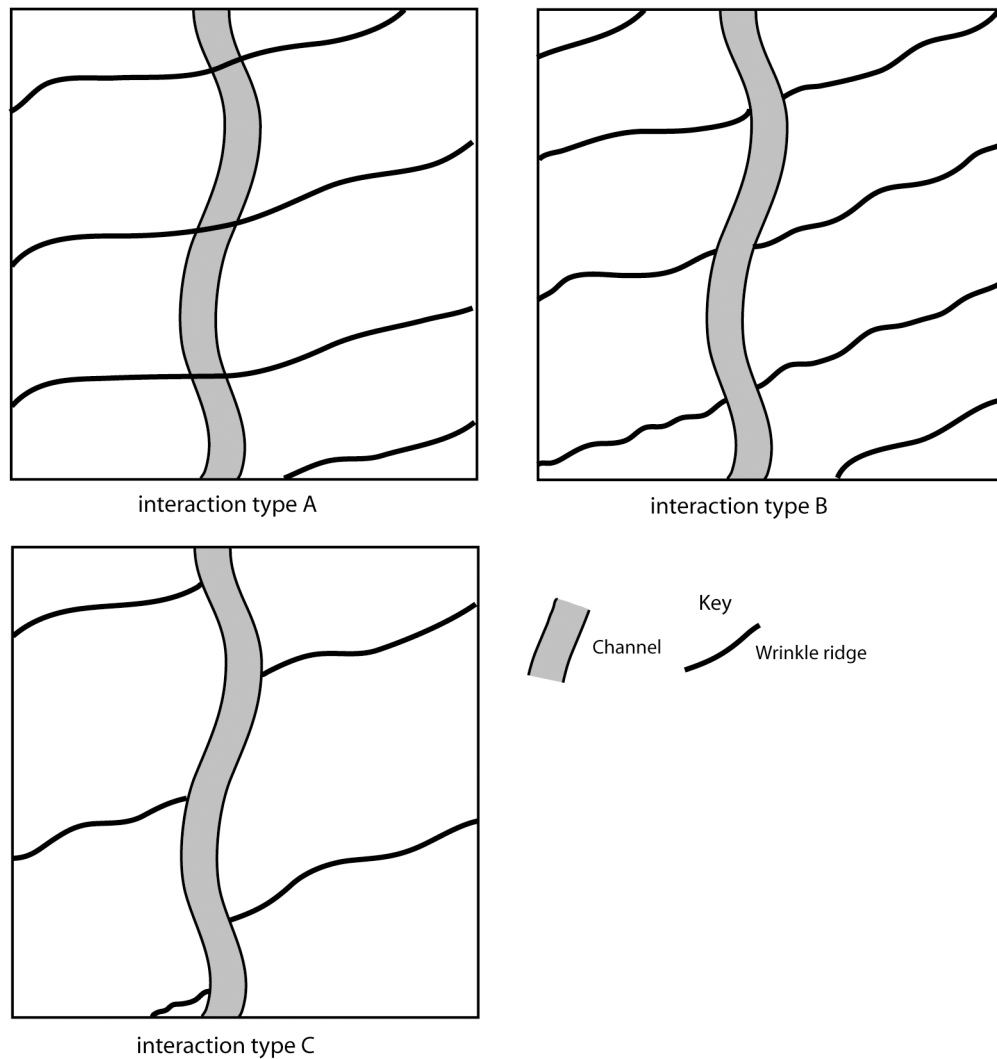 interaction type A
interaction type B
Key
Channel
Wrinkle ridge
interaction type C